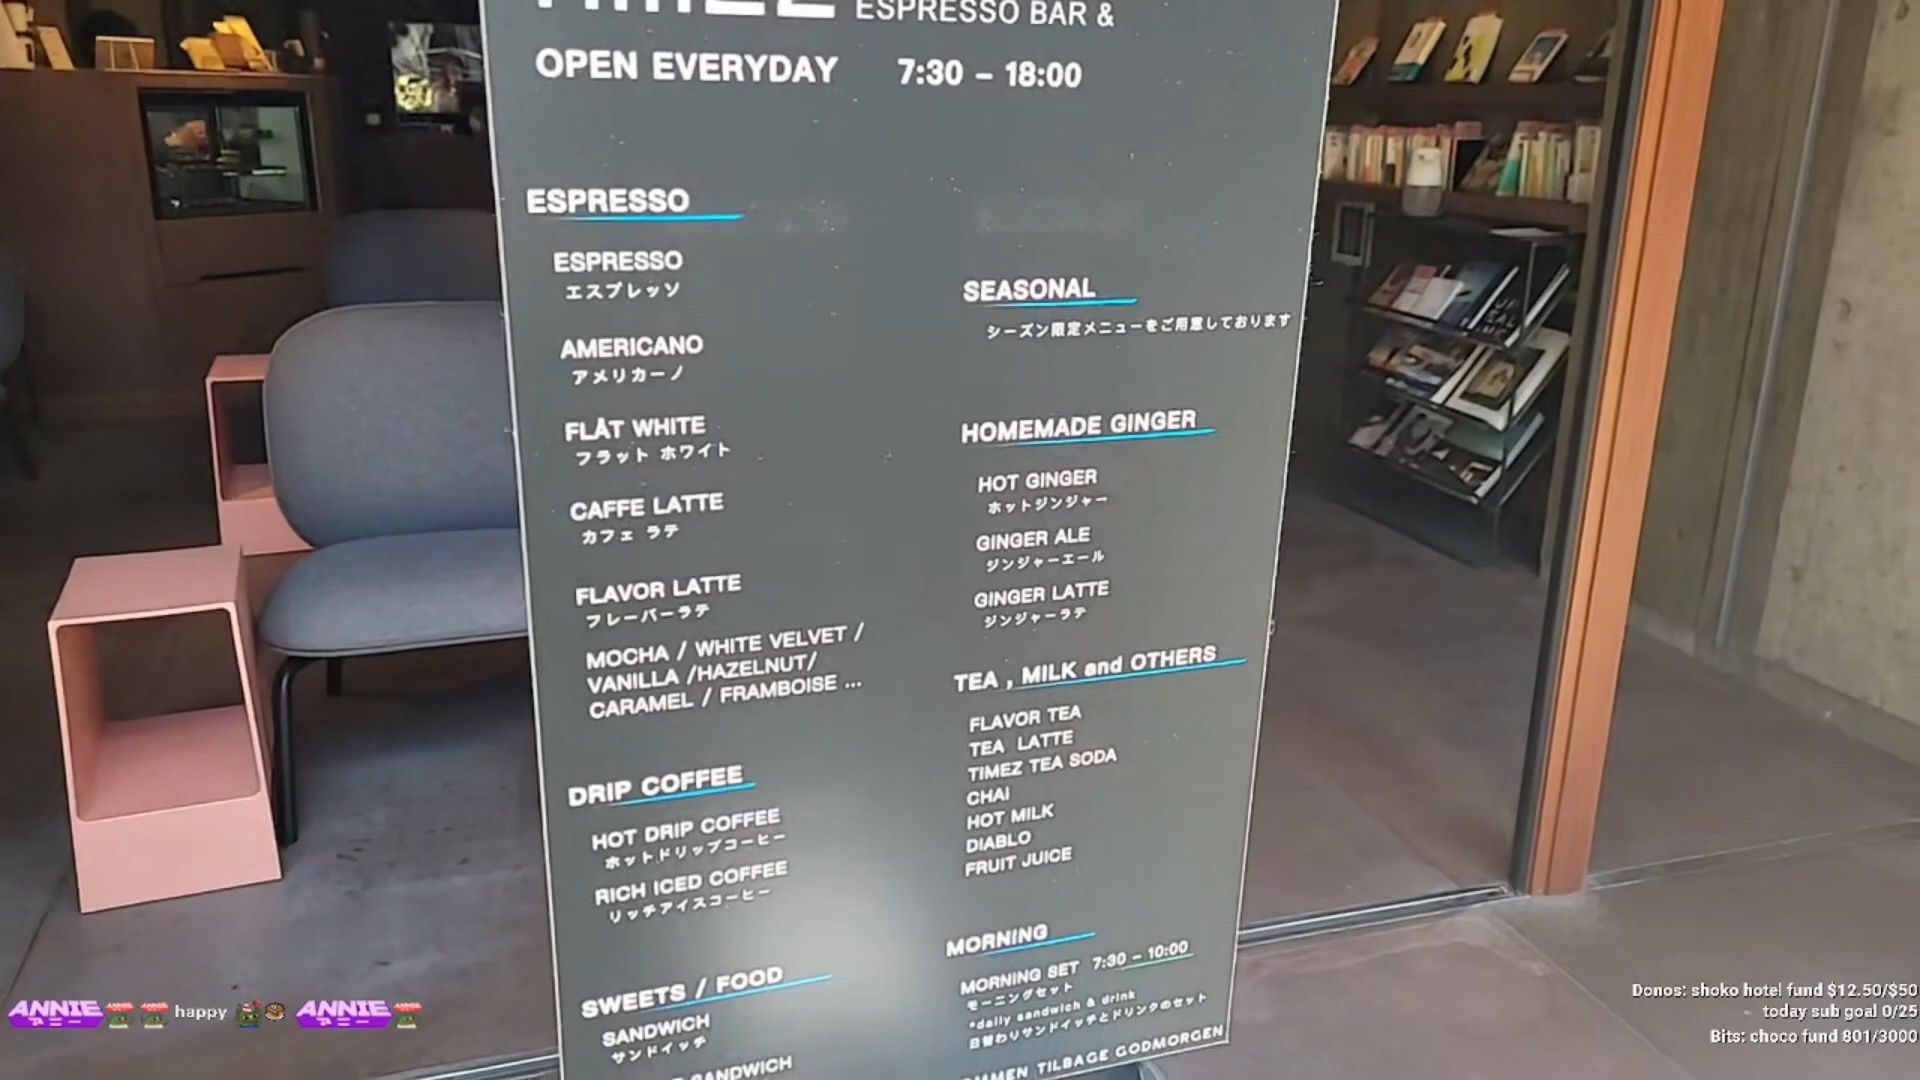 ESPRESSO BAR &
OPEN EVERYDAY 7:30 – 18:00
ESPRESSO
ESPRESSO
エスプレッソ
AMERICANO
アメリカーノ
FLAT WHITE
フラット ホワイト
CAFFE LATTE
カフェ ラテ
FLAVOR LATTE
フレーバーラテ
MOCHA / WHITE VELVET /
VANILLA /HAZELNUT/
CARAMEL / FRAMBOISE ...
DRIP COFFEE
HOT DRIP COFFEE
ホットドリップコーヒー
RICH ICED COFFEE
リッチアイスコーヒー
SWEETS / FOOD
SANDWICH
サンドイッチ
SANDWICH
SEASONAL
シーズン限定メニューをご用意しております
HOMEMADE GINGER
HOT GINGER
ホットジンジャー
GINGER ALE
ジンジャーエール
GINGER LATTE
ジンジャーラテ
TEA , MILK and OTHERS
FLAVOR TEA
TEA LATTE
TIMEZ TEA SODA
CHAI
HOT MILK
DIABLO
FRUIT JUICE
MORNING
MORNING SET 7:30 – 10:00
モーニングセット
*daily sandwich & drink
日替わりサンドイッチとドリンクのセット
TILBAGE GODMORGEN
ANNIE happy ANNIE
Donos: shoko hotel fund $12.50/$50
today sub goal 0/25
Bits: choco fund 801/3000